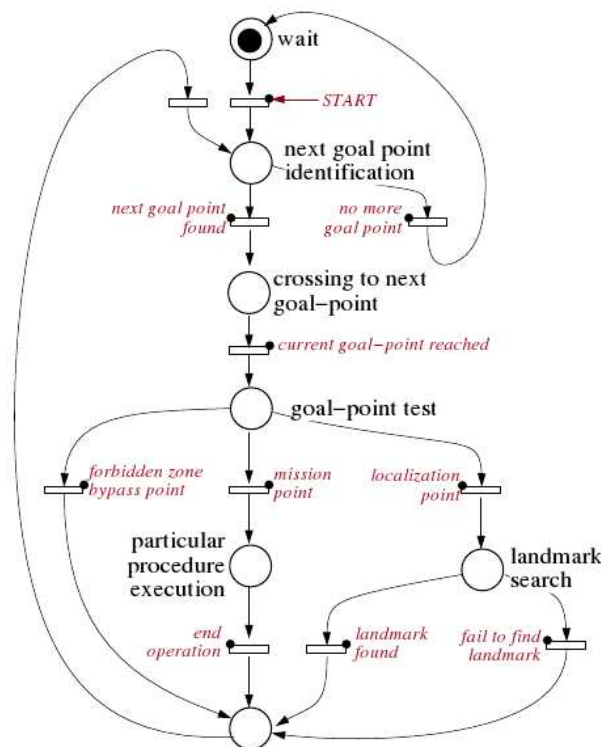 wait
START
next goal point
identification
next goal point
found
no more
goal point
crossing to next
goal−point
current goal−point reached
goal−point test
forbidden zone
bypass point
mission
point
localization
point
particular
procedure
execution
landmark
search
end
operation
landmark
found
fail to find
landmark